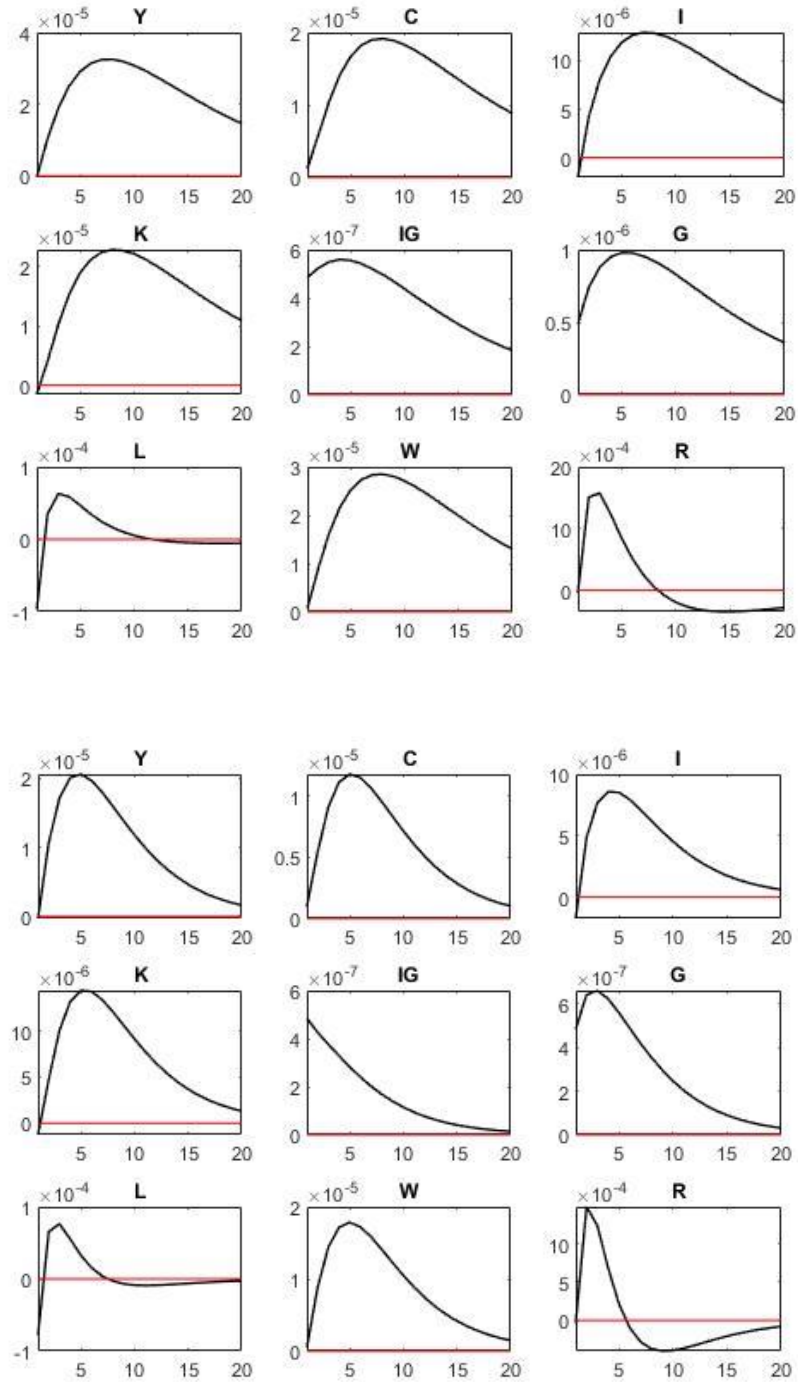 ×10-5 Y ×10-5 C ×10-6 I
4 2 0 5 10 15 20
2 1 0 5 10 15 20
10 5 0 5 10 15 20
×10-5 K ×10-7 IG ×10-6 G
2 1 0 5 10 15 20
6 4 2 0 5 10 15 20
1 0.5 0 5 10 15 20
×10-4 L ×10-5 W ×10-4 R
1 0 -1 5 10 15 20
3 2 1 0 5 10 15 20
20 10 0 5 10 15 20
×10-5 Y ×10-5 C ×10-6 I
2 1 0 5 10 15 20
1 0.5 0 5 10 15 20
10 5 0 5 10 15 20
×10-6 K ×10-7 IG ×10-7 G
10 5 0 5 10 15 20
6 4 2 0 5 10 15 20
6 4 2 0 5 10 15 20
×10-4 L ×10-5 W ×10-4 R
1 0 -1 5 10 15 20
2 1 0 5 10 15 20
10 5 0 5 10 15 20